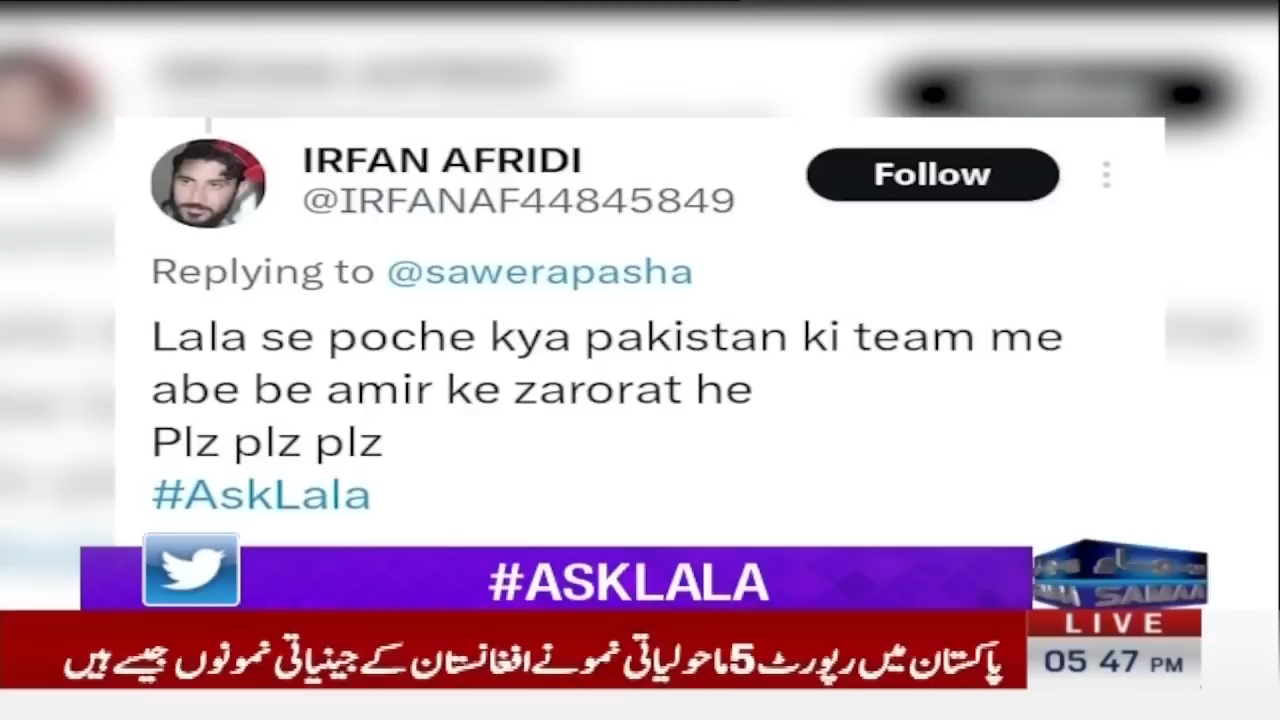 IRFAN AFRIDI
@IRFANAF44845849
Follow
Replying to @sawerapasha
Lala se poche kya pakistan ki team me
abe be amir ke zarorat he
Plz plz plz
#AskLala
#ASKLALA
SAMAA
LIVE
پاکستان میں رپورٹ 5 ماحولیاتی نمونے افغانستان کے جینیاتی نمونوں جیسے ہیں
05 47 PM